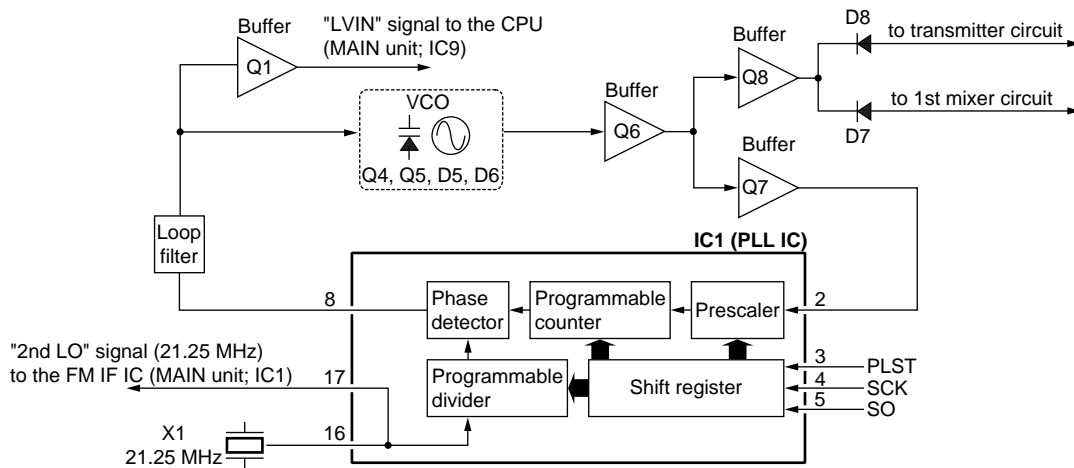 Buffer
Q1
"LVIN" signal to the CPU
(MAIN unit; IC9)
VCO
Q4, Q5, D5, D6
Buffer
Q6
Buffer
Q8
D8
to transmitter circuit
to 1st mixer circuit
D7
Buffer
Q7
Loop
filter
IC1 (PLL IC)
8
Phase
detector
Programmable
counter
Prescaler
2
"2nd LO" signal (21.25 MHz)
to the FM IF IC (MAIN unit; IC1)
17
Programmable
divider
Shift register
3
PLST
4
SCK
5
SO
X1
21.25 MHz
16